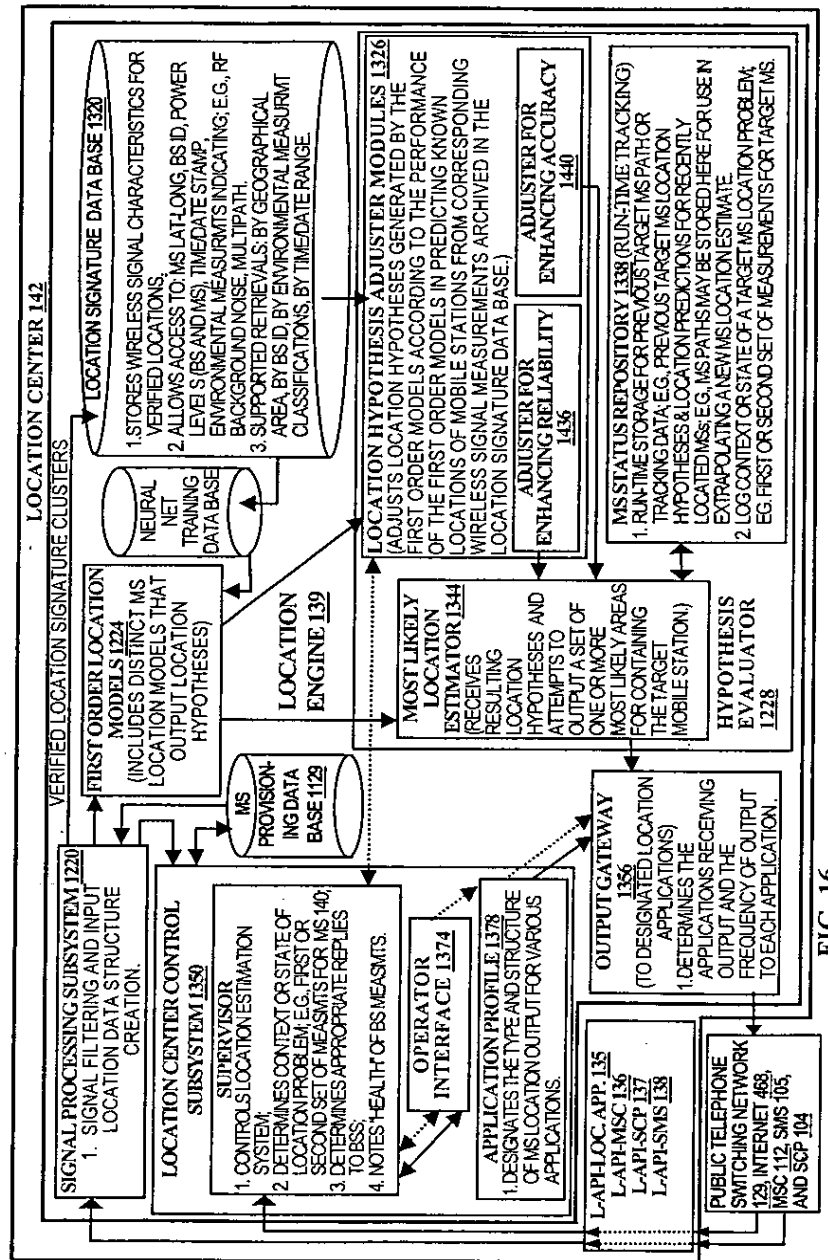 LOCATION CENTER 142
VERIFIED LOCATION SIGNATURE CLUSTERS
SIGNAL PROCESSING SUBSYSTEM 1220
1. SIGNAL FILTERING AND INPUT
LOCATION DATA STRUCTURE
CREATION.
FIRST ORDER LOCATION
MODELS 1224
(INCLUDES DISTINCT MS
LOCATION MODELS THAT
OUTPUT LOCATION
HYPOTHESES)
NEURAL
NET
TRAINING
DATA BASE
LOCATION SIGNATURE DATA BASE 1320
1. STORES WIRELESS SIGNAL CHARACTERISTICS FOR
VERIFIED LOCATIONS,
2. ALLOWS ACCESS TO: MS LAT-LONG, BS ID, POWER
LEVELS (BS AND MS), TIME/DATE STAMP,
ENVIRONMENTAL MEASURMTS INDICATING; E.G., RF
BACKGROUND NOISE, MULTIPATH.
3. SUPPORTED RETRIEVALS: BY GEOGRAPHICAL
AREA, BY BS ID, BY ENVIRONMENTAL MEASURMT
CLASSIFICATIONS, BY TIME/DATE RANGE.
LOCATION CENTER CONTROL
SUBSYSTEM 1350
SUPERVISOR
1. CONTROLS LOCATION ESTIMATION
SYSTEM;
2. DETERMINES CONTEXT OR STATE OF
LOCATION PROBLEM; E.G., FIRST OR
SECOND SET OF MEASMTS FOR MS 140;
3. DETERMINES APPROPRIATE REPLIES
TO BSS;
4. NOTES "HEALTH" OF BS MEASMTS.
MS
PROVISION-
ING DATA
BASE 1129
LOCATION
ENGINE 139
LOCATION HYPOTHESIS ADJUSTER MODULES 1326
(ADJUSTS LOCATION HYPOTHESES GENERATED BY THE
FIRST ORDER MODELS ACCORDING TO THE PERFORMANCE
OF THE FIRST ORDER MODELS IN PREDICTING KNOWN
LOCATIONS OF MOBILE STATIONS FROM CORRESPONDING
WIRELESS SIGNAL MEASUREMENTS ARCHIVED IN THE
LOCATION SIGNATURE DATA BASE.)
ADJUSTER FOR
ENHANCING RELIABILITY
1436
ADJUSTER FOR
ENHANCING ACCURACY
1440
OPERATOR
INTERFACE 1374
MOST LIKELY
LOCATION
ESTIMATOR 1344
(RECEIVES
RESULTING
LOCATION
HYPOTHESES AND
ATTEMPTS TO
OUTPUT A SET OF
ONE OR MORE
MOST LIKELY AREAS
FOR CONTAINING
THE TARGET
MOBILE STATION)
HYPOTHESIS
EVALUATOR
1228
MS STATUS REPOSITORY 1338 (RUN-TIME TRACKING)
1. RUN-TIME STORAGE FOR PREVIOUS TARGET MS PATH OR
TRACKING DATA; E.G., PREVIOUS TARGET MS LOCATION
HYPOTHESES & LOCATION PREDICTIONS FOR RECENTLY
LOCATED MSs; E.G., MS PATHS MAY BE STORED HERE FOR USE IN
EXTRAPOLATING A NEW MS LOCATION ESTIMATE.
2. LOG CONTEXT OR STATE OF A TARGET MS LOCATION PROBLEM;
EG. FIRST OR SECOND SET OF MEASUREMENTS FOR TARGET MS.
APPLICATION PROFILE 1378
1. DESIGNATES THE TYPE AND STRUCTURE
OF MS LOCATION OUTPUT FOR VARIOUS
APPLICATIONS.
L-API-LOC. APP. 135
L-API-MSC 136
L-API-SCP 137
L-API-SMS 138
OUTPUT GATEWAY
1356
(TO DESIGNATED LOCATION
APPLICATIONS)
1. DETERMINES THE
APPLICATIONS RECEIVING
OUTPUT AND THE
FREQUENCY OF OUTPUT
TO EACH APPLICATION.
PUBLIC TELEPHONE
SWITCHING NETWORK
129, INTERNET 468,
MSC 112, SMS 105,
AND SCP 104
FIG. 16